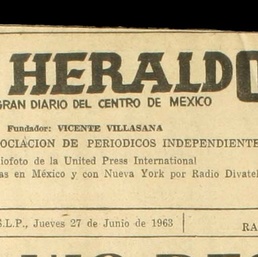 HERALDO
GRAN DIARIO DEL CENTRO DE MEXICO
Fundador: VICENTE VILLASANA
OCIACION DE PERIODICOS INDEPENDIENTE
iofoto de la United Press International
as en México y con Nueva York por Radio Divatel
S.L.P., Jueves 27 de Junio de 1963
RA